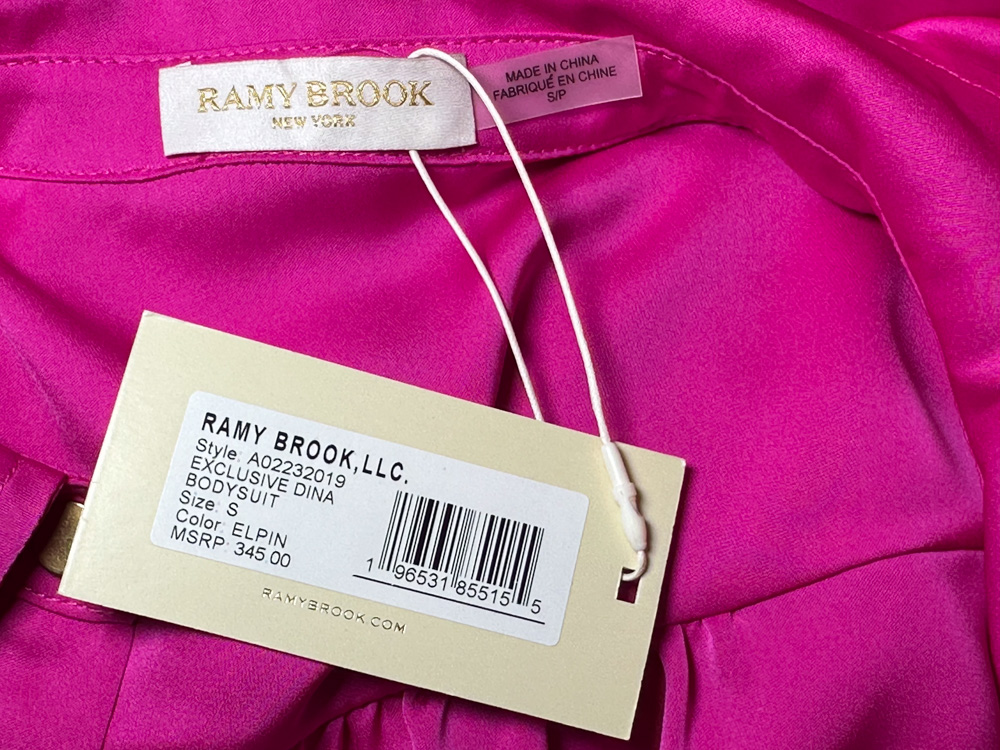 RAMY BROOK
NEW YORK
MADE IN CHINA
FABRIQUÉ EN CHINE
S/P
RAMY BROOK,LLC.
Style: A02232019
EXCLUSIVE DINA
BODYSUIT
Size: S
Color: ELPIN
MSRP: 345.00
1 96531 85515 5
RAMYBROOK.COM